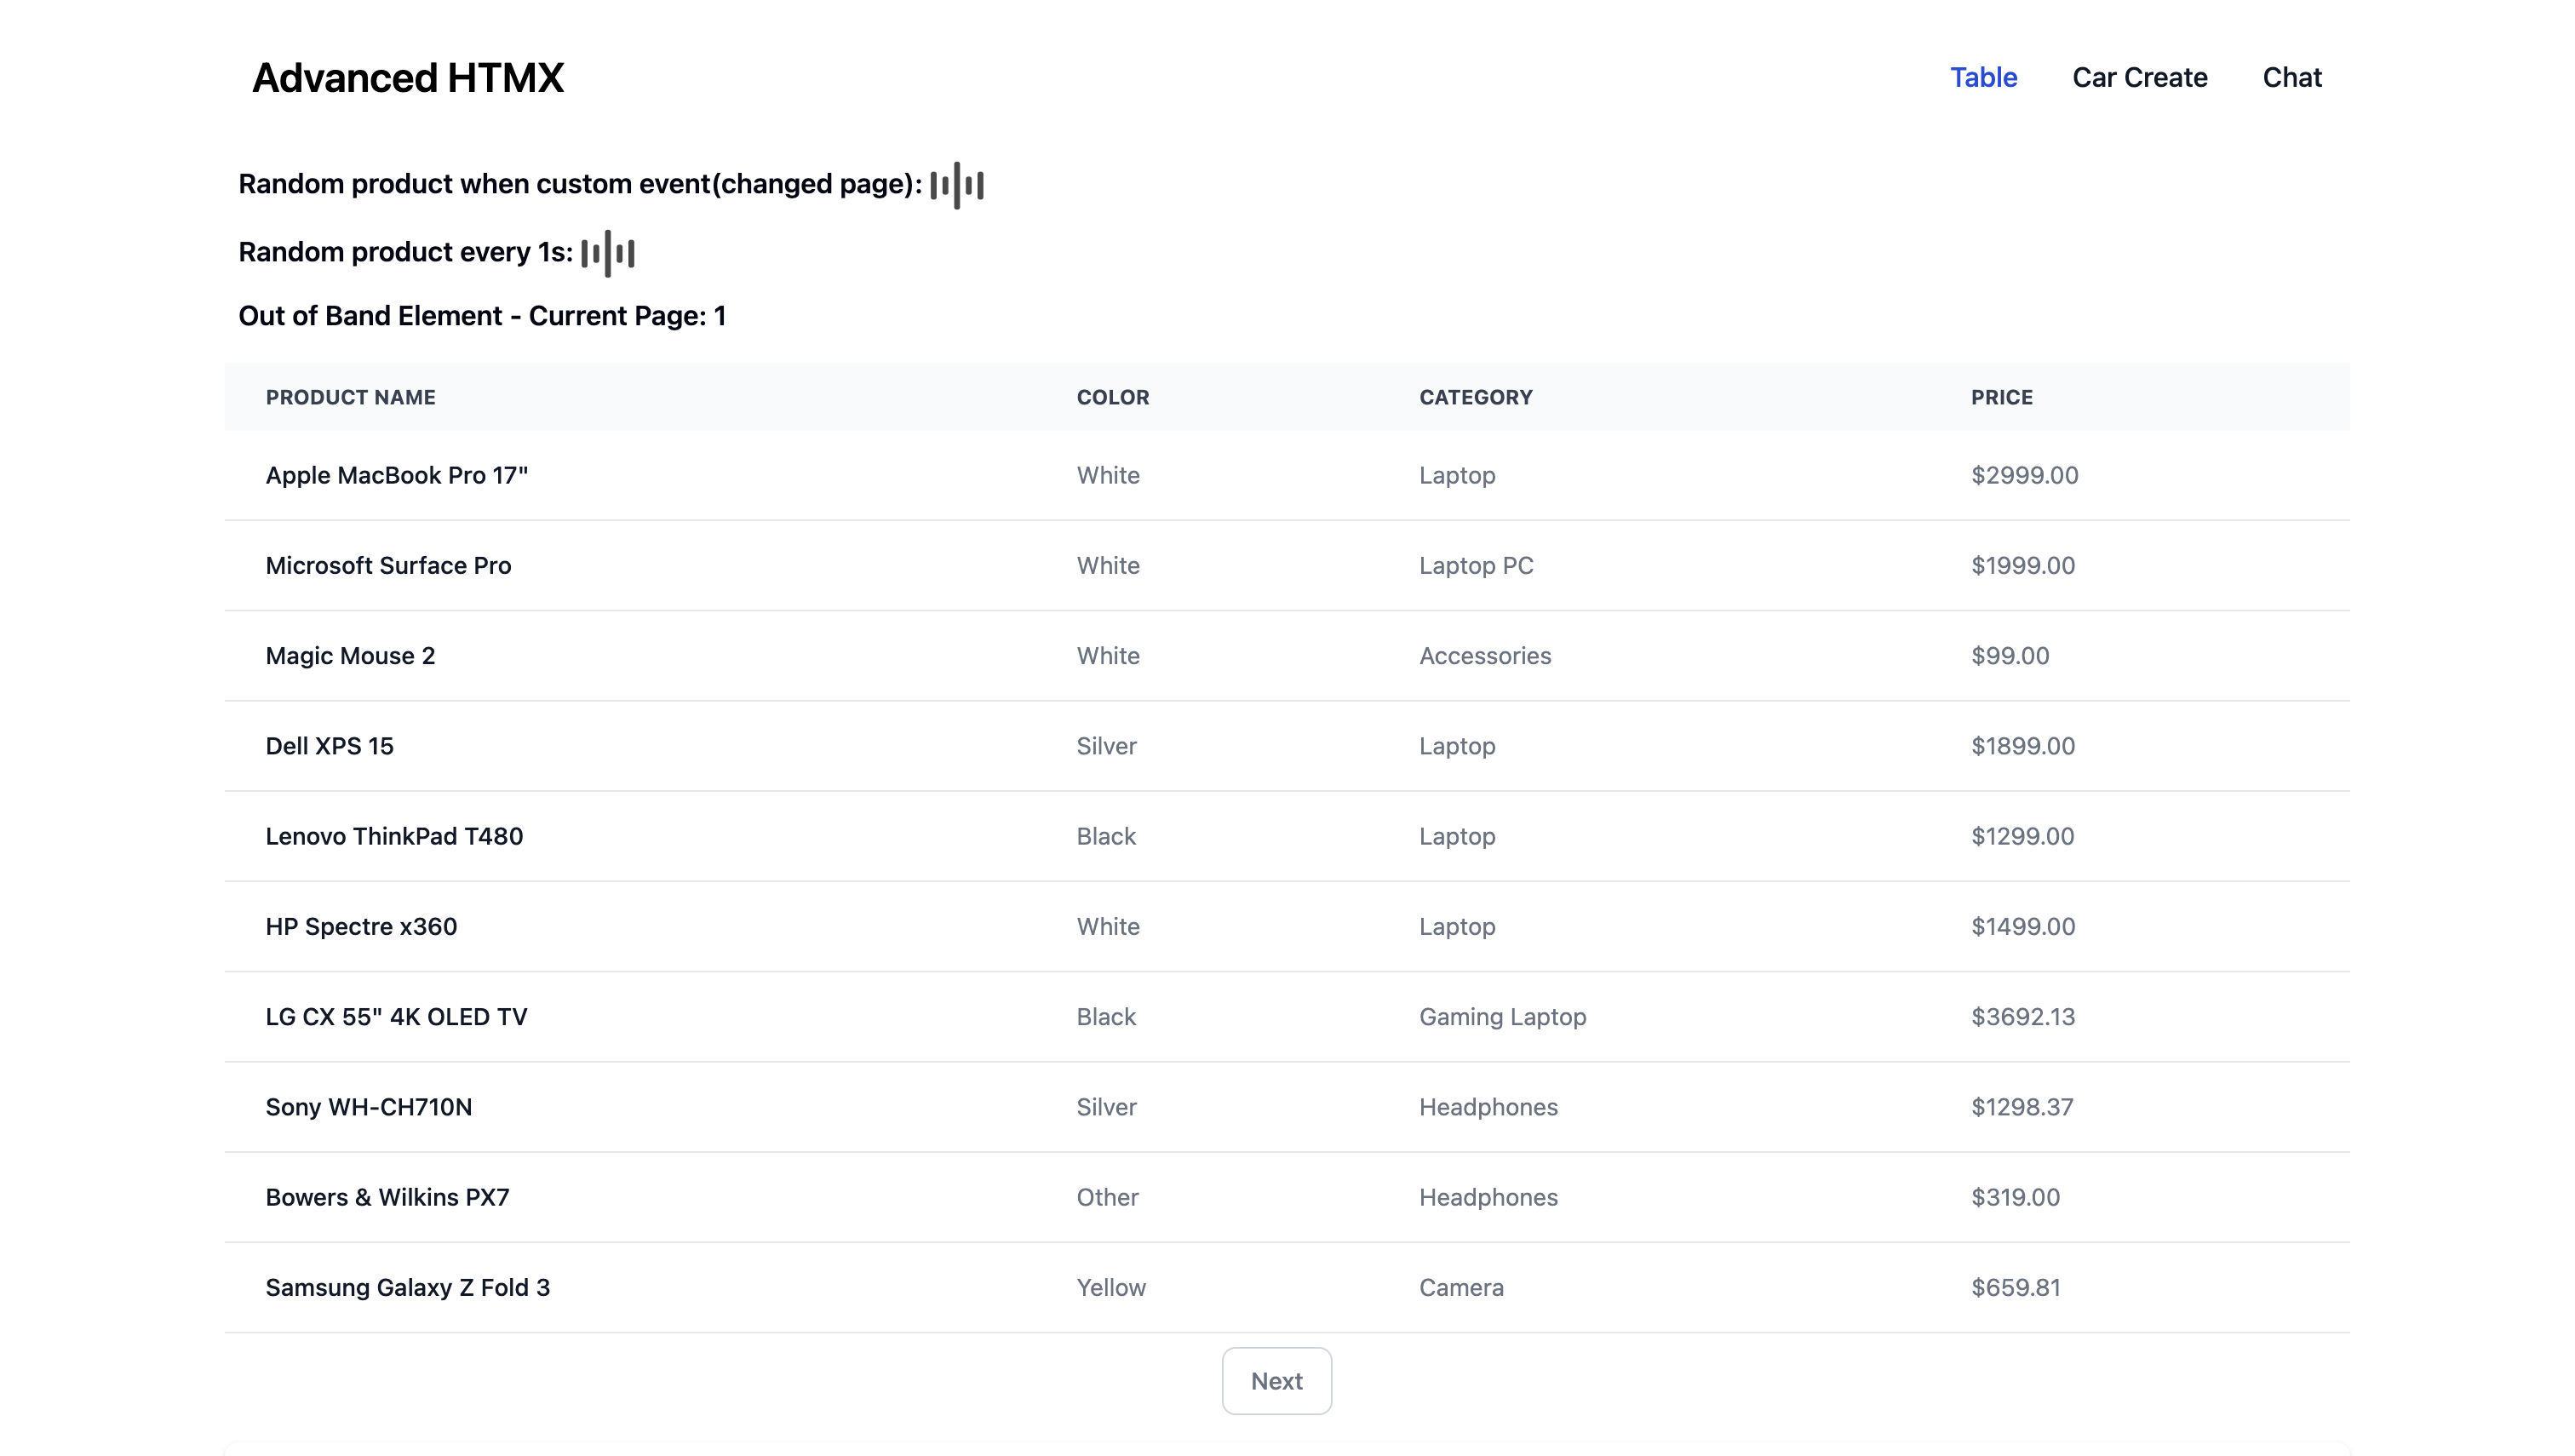 Advanced HTMX Table Car Create Chat
Random product when custom event(changed page):
Random product every 1s:
Out of Band Element - Current Page: 1
PRODUCT NAME COLOR CATEGORY PRICE
Apple MacBook Pro 17" White Laptop $2999.00
Microsoft Surface Pro White Laptop PC $1999.00
Magic Mouse 2 White Accessories $99.00
Dell XPS 15 Silver Laptop $1899.00
Lenovo ThinkPad T480 Black Laptop $1299.00
HP Spectre x360 White Laptop $1499.00
LG CX 55" 4K OLED TV Black Gaming Laptop $3692.13
Sony WH-CH710N Silver Headphones $1298.37
Bowers & Wilkins PX7 Other Headphones $319.00
Samsung Galaxy Z Fold 3 Yellow Camera $659.81
Next